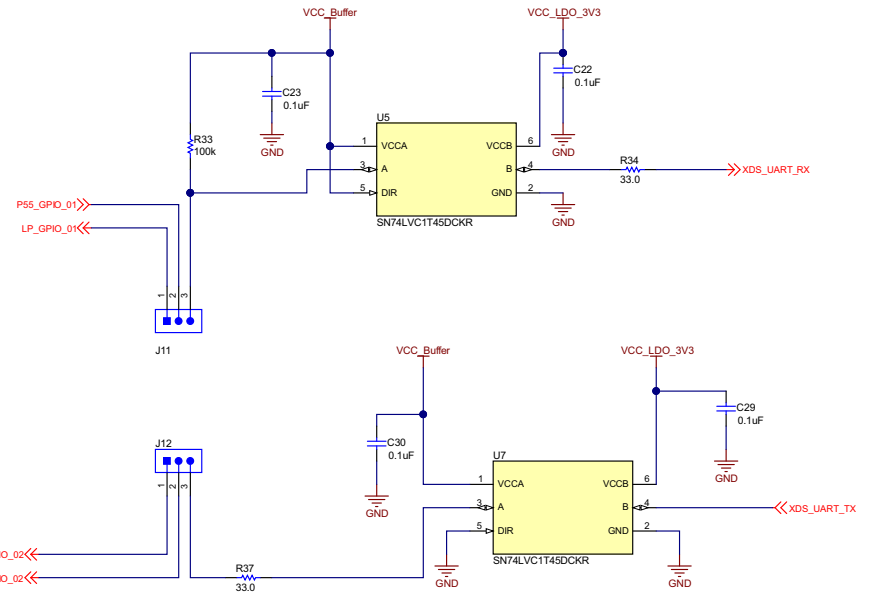 VCC_Buffer
VCC_LDO_3V3
C23
0.1uF
GND
C22
0.1uF
GND
R33
100k
U5
1 VCCA VCCB 6
3 A B 4
5 DIR GND 2
SN74LVC1T45DCKR
GND
R34
33.0
XDS_UART_RX
P55_GPIO_01
LP_GPIO_01
1 2 3
J11
VCC_Buffer
VCC_LDO_3V3
C30
0.1uF
GND
C29
0.1uF
GND
J12
1 2 3
U7
1 VCCA VCCB 6
3 A B 4
5 DIR GND 2
SN74LVC1T45DCKR
GND
GND
XDS_UART_TX
IO_02
IO_02
R37
33.0